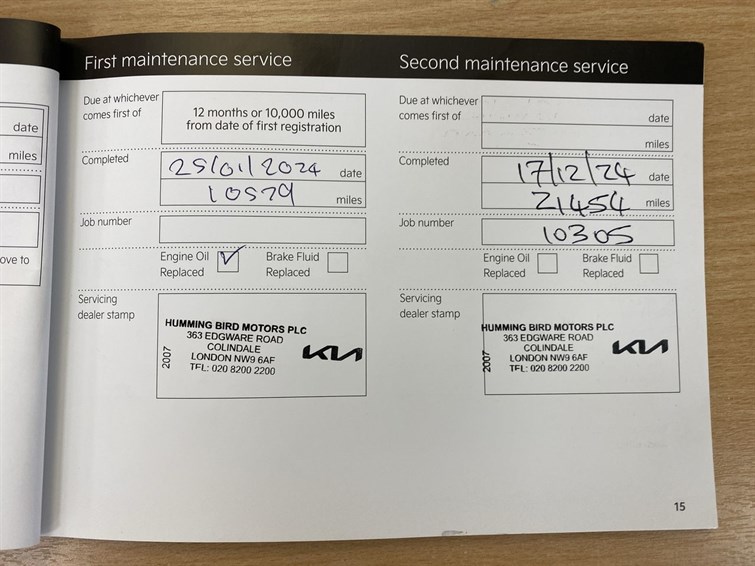 First maintenance service
Due at whichever
comes first of
12 months or 10,000 miles
from date of first registration
Completed
25/01/2024 date
10579 miles
Job number
Engine Oil
Replaced
Brake Fluid
Replaced
Servicing
dealer stamp
HUMMING BIRD MOTORS PLC
363 EDGWARE ROAD
COLINDALE
LONDON NW9 6AF
TEL: 020 8200 2200
2007
KIA
Second maintenance service
Due at whichever
comes first of
date
miles
Completed
17/12/24 date
21454 miles
Job number
10305
Engine Oil
Replaced
Brake Fluid
Replaced
Servicing
dealer stamp
HUMMING BIRD MOTORS PLC
363 EDGWARE ROAD
COLINDALE
LONDON NW9 6AF
TEL: 020 8200 2200
2007
KIA
15
date
miles
ove to